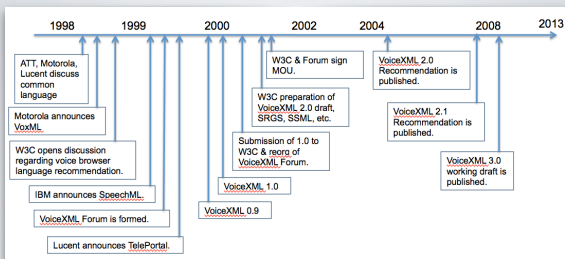 1998
1999
2000
2002
2004
2008
2013
ATT, Motorola,
Lucent discuss
common
language
Motorola announces
VoxML
W3C opens discussion
regarding voice browser
language recommendation.
IBM announces SpeechML.
VoiceXML Forum is formed.
Lucent announces TelePortal.
VoiceXML 0.9
VoiceXML 1.0
Submission of 1.0 to
W3C & reorg of
VoiceXML Forum.
W3C preparation of
VoiceXML 2.0 draft,
SRGS, SSML, etc.
W3C & Forum sign
MOU.
VoiceXML 2.0
Recommendation is
published.
VoiceXML 2.1
Recommendation is
published.
VoiceXML 3.0
working draft is
published.